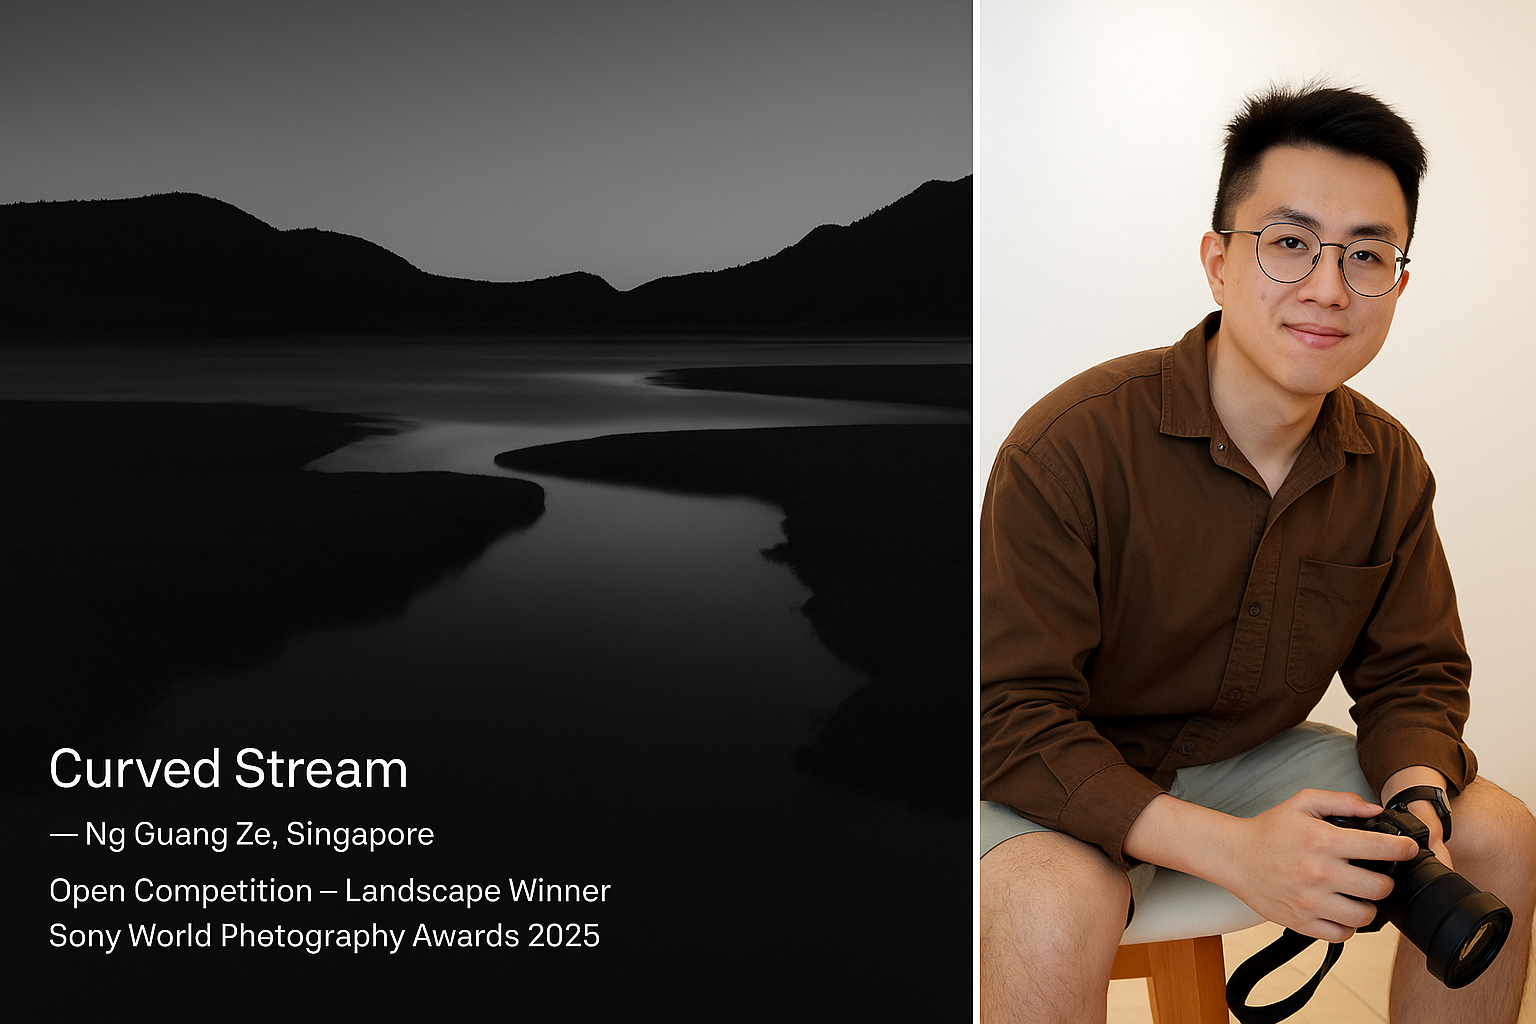 Curved Stream
— Ng Guang Ze, Singapore
Open Competition – Landscape Winner
Sony World Photography Awards 2025